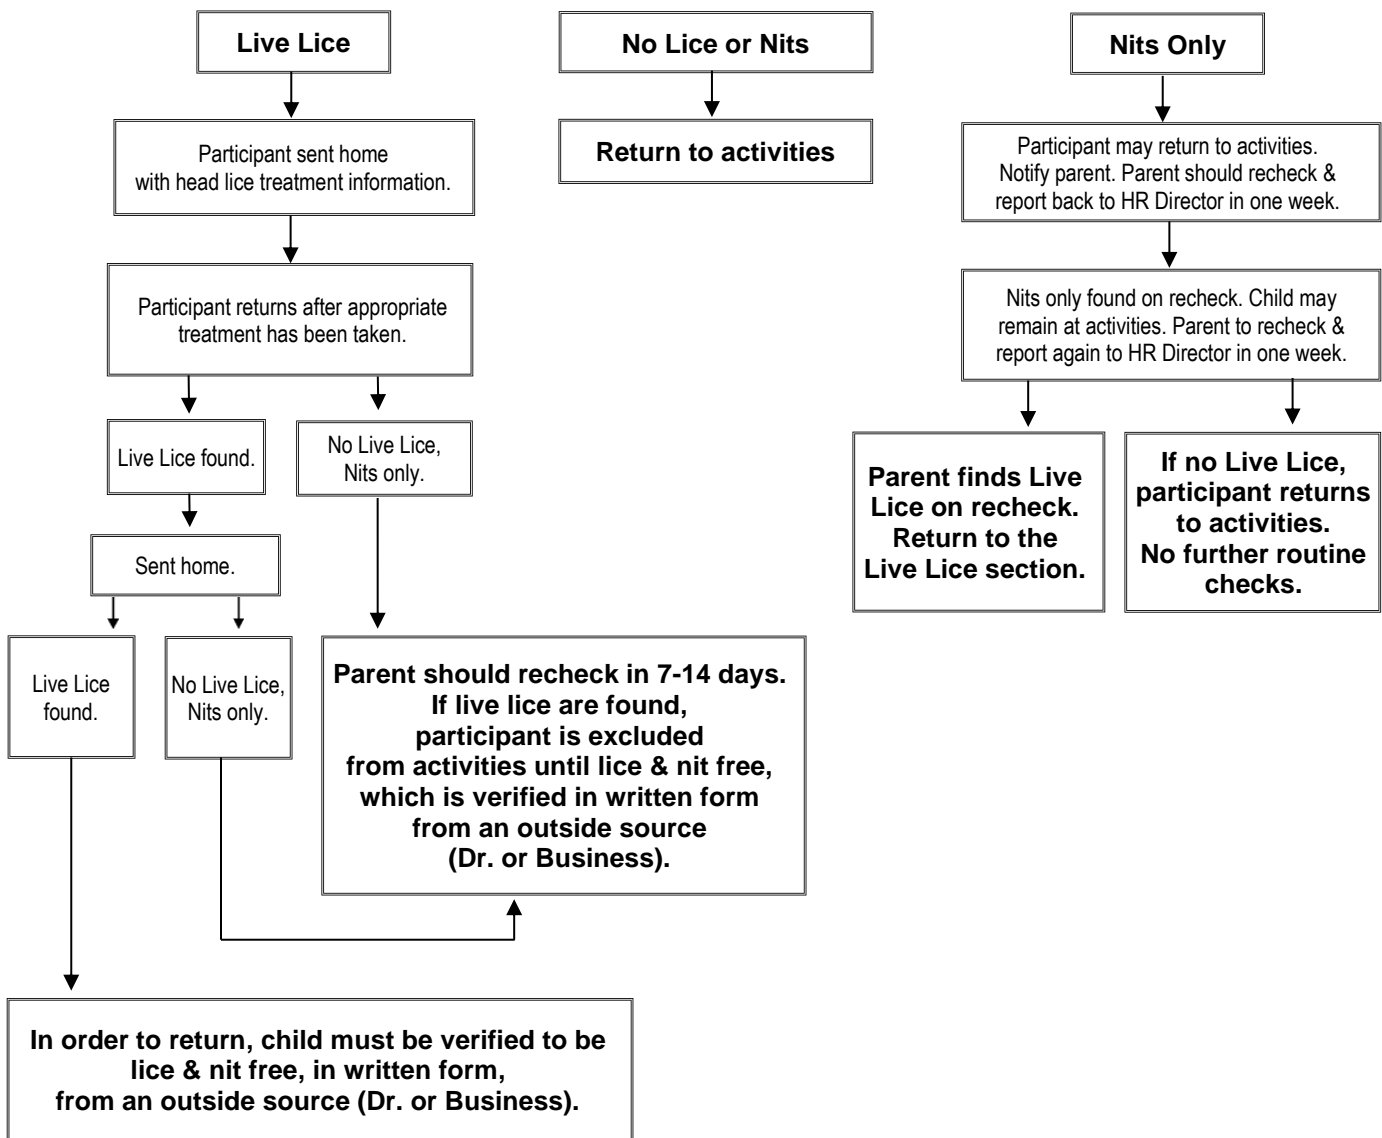 Live Lice
Participant sent home
with head lice treatment information.
Participant returns after appropriate
treatment has been taken.
Live Lice found.
No Live Lice,
Nits only.
Sent home.
Live Lice
found.
No Live Lice,
Nits only.
Parent should recheck in 7-14 days.
If live lice are found,
participant is excluded
from activities until lice & nit free,
which is verified in written form
from an outside source
(Dr. or Business).
In order to return, child must be verified to be
lice & nit free, in written form,
from an outside source (Dr. or Business).
No Lice or Nits
Return to activities
Nits Only
Participant may return to activities.
Notify parent. Parent should recheck &
report back to HR Director in one week.
Nits only found on recheck. Child may
remain at activities. Parent to recheck &
report again to HR Director in one week.
Parent finds Live
Lice on recheck.
Return to the
Live Lice section.
If no Live Lice,
participant returns
to activities.
No further routine
checks.